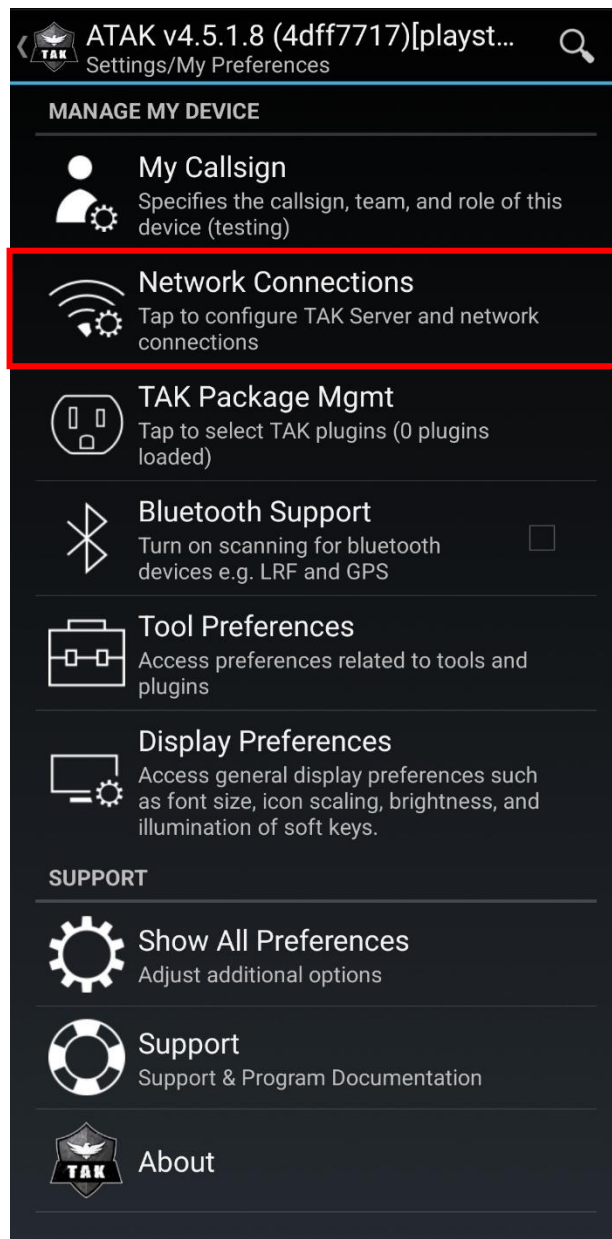 ATAK v4.5.1.8 (4dff7717)[playst...
TAK
Settings/My Preferences
MANAGE MY DEVICE
My Callsign
Specifies the callsign, team, and role of this
device (testing)
Network Connections
Tap to configure TAK Server and network
connections
TAK Package Mgmt
Tap to select TAK plugins (0 plugins
loaded)
Bluetooth Support
Turn on scanning for bluetooth
devices e.g. LRF and GPS
Tool Preferences
Access preferences related to tools and
plugins
Display Preferences
Access general display preferences such
as font size, icon scaling, brightness, and
illumination of soft keys.
SUPPORT
Show All Preferences
Adjust additional options
Support
Support & Program Documentation
TAK
About